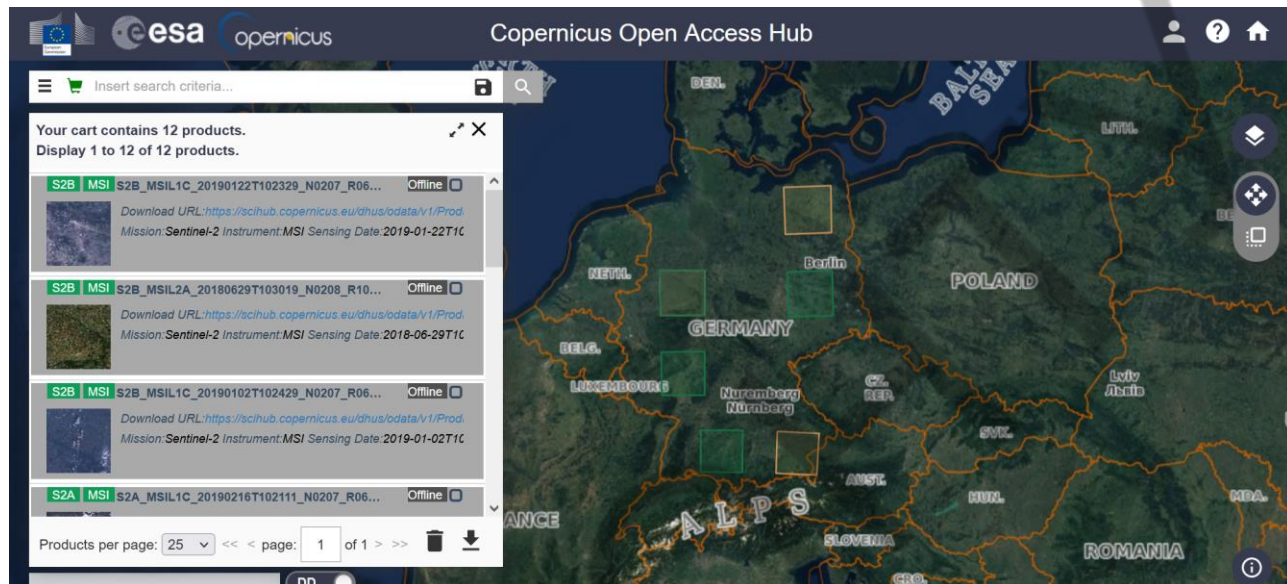 European
Commission
esa
opernicus
Copernicus Open Access Hub
Insert search criteria...
Your cart contains 12 products.
Display 1 to 12 of 12 products.
S2B MSI S2B_MSIL1C_20190122T102329_N0207_R06... Offline
Download URL:https://scihub.copernicus.eu/dhus/odata/v1/Prod
Mission:Sentinel-2 Instrument:MSI Sensing Date:2019-01-22T10
S2B MSI S2B_MSIL2A_20180629T103019_N0208_R10... Offline
Download URL:https://scihub.copernicus.eu/dhus/odata/v1/Prod
Mission:Sentinel-2 Instrument:MSI Sensing Date:2018-06-29T10
S2B MSI S2B_MSIL1C_20190102T102429_N0207_R06... Offline
Download URL:https://scihub.copernicus.eu/dhus/odata/v1/Prod
Mission:Sentinel-2 Instrument:MSI Sensing Date:2019-01-02T10
S2A MSI S2A_MSIL1C_20190216T102111_N0207_R06... Offline
Products per page: 25 << < page: 1 of 1 > >>
DEN.
BALTIC
SEA
LITH.
NETH.
Berlin
POLAND
GERMANY
BELG.
LUXEMBOURG
Nuremberg
Nürnberg
CZ.
REP.
Lviv
Львів
SVK.
AUST.
HUN.
MDA.
ANCE
ALPS
SLOVENIA
ROMANIA
CRO.